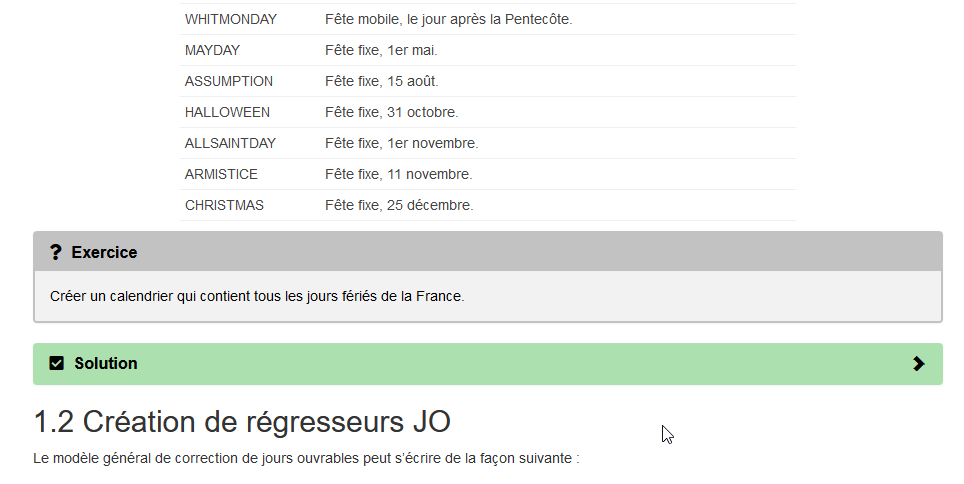 WHITMONDAY Fête mobile, le jour après la Pentecôte.
MAYDAY Fête fixe, 1er mai.
ASSUMPTION Fête fixe, 15 août.
HALLOWEEN Fête fixe, 31 octobre.
ALLSAINTDAY Fête fixe, 1er novembre.
ARMISTICE Fête fixe, 11 novembre.
CHRISTMAS Fête fixe, 25 décembre.
? Exercice
Créer un calendrier qui contient tous les jours fériés de la France.
Solution
1.2 Création de régresseurs JO
Le modèle général de correction de jours ouvrables peut s’écrire de la façon suivante :